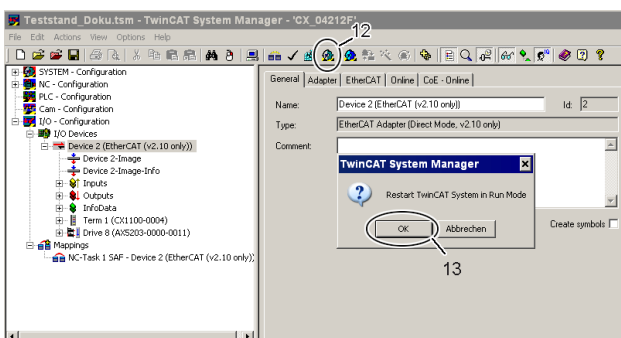 Teststand_Doku.tsm - TwinCAT System Manager - 'CX_04212F'
12
File Edit Actions View Options Help
SYSTEM - Configuration
NC - Configuration
PLC - Configuration
Cam - Configuration
I/O - Configuration
I/O Devices
Device 2 (EtherCAT (v2.10 only))
Device 2-Image
Device 2-Image-Info
Inputs
Outputs
InfoData
Term 1 (CX1100-0004)
Drive 8 (AX5203-0000-0011)
Mappings
NC-Task 1 SAF - Device 2 (EtherCAT (v2.10 only))
General Adapter EtherCAT Online CoE - Online
Name: Device 2 (EtherCAT (v2.10 only)) Id: 2
Type: EtherCAT Adapter (Direct Mode, v2.10 only)
Comment:
TwinCAT System Manager
Restart TwinCAT System in Run Mode
OK Abbrechen
Create symbols
13